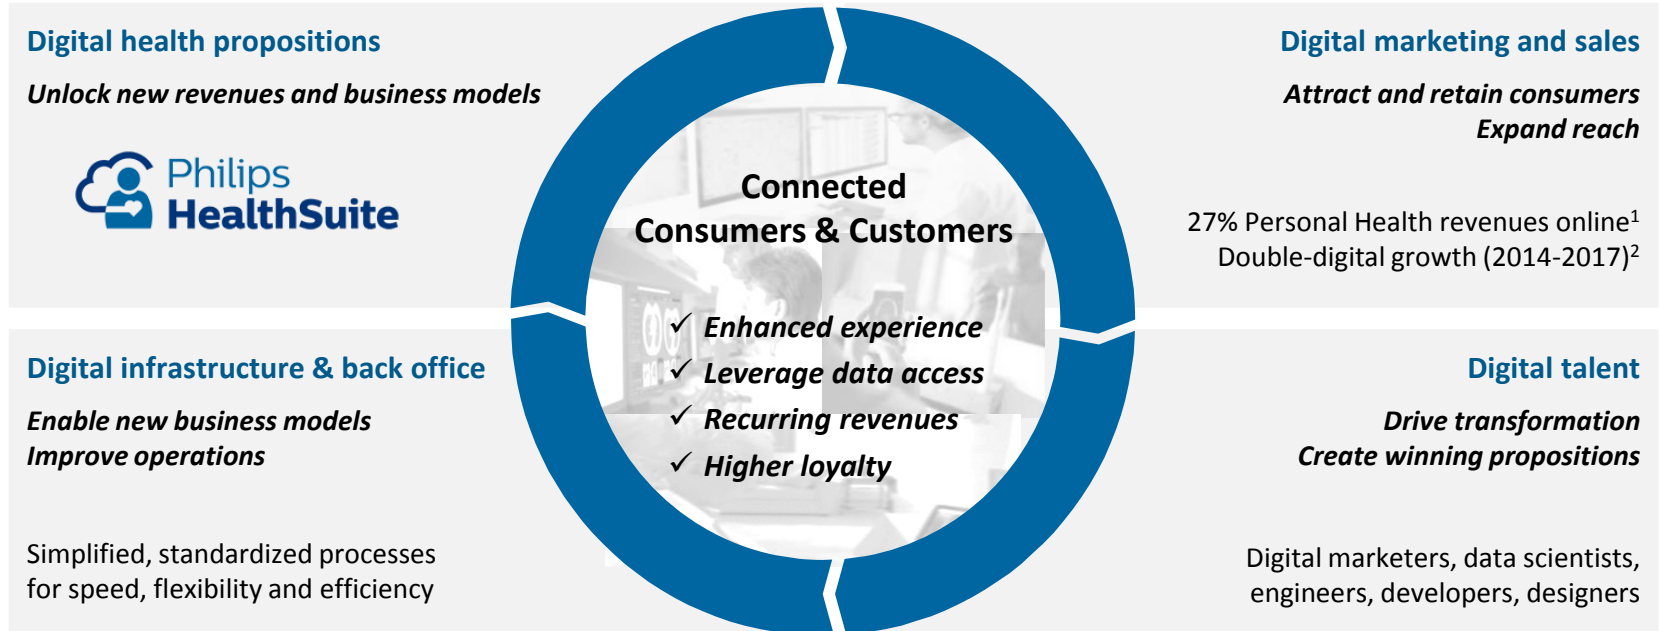 Digital health propositions
Unlock new revenues and business models
Philips
HealthSuite
Digital marketing and sales
Attract and retain consumers
Expand reach
27% Personal Health revenues online¹
Double-digital growth (2014-2017)²
Connected
Consumers & Customers
✓ Enhanced experience
✓ Leverage data access
✓ Recurring revenues
✓ Higher loyalty
Digital infrastructure & back office
Enable new business models
Improve operations
Simplified, standardized processes
for speed, flexibility and efficiency
Digital talent
Drive transformation
Create winning propositions
Digital marketers, data scientists,
engineers, developers, designers